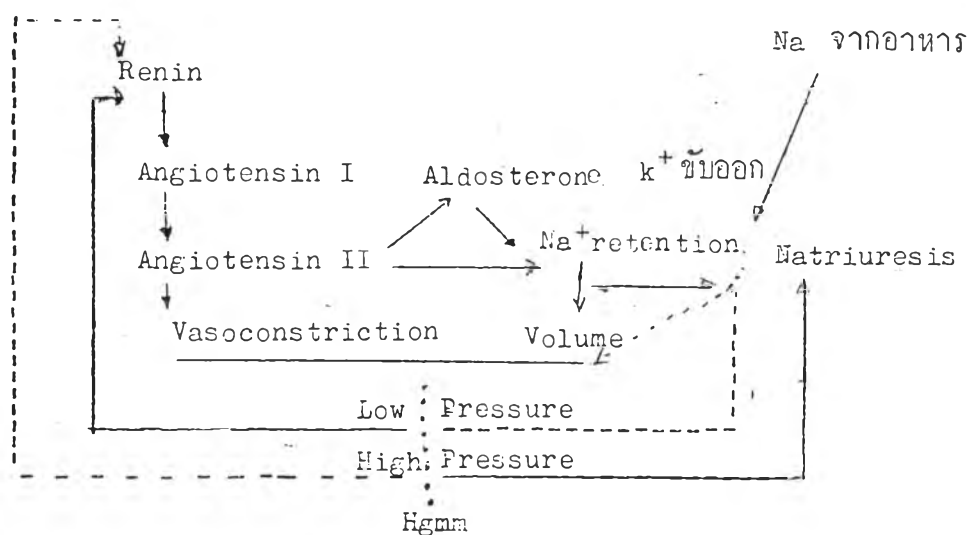 Na จากอาหาร
Renin
Angiotensin I Aldosterone k⁺ ขับออก
Angiotensin II Na⁺retention Natriuresis
Vasoconstriction Volume
Low Pressure
High Pressure
Hgmm